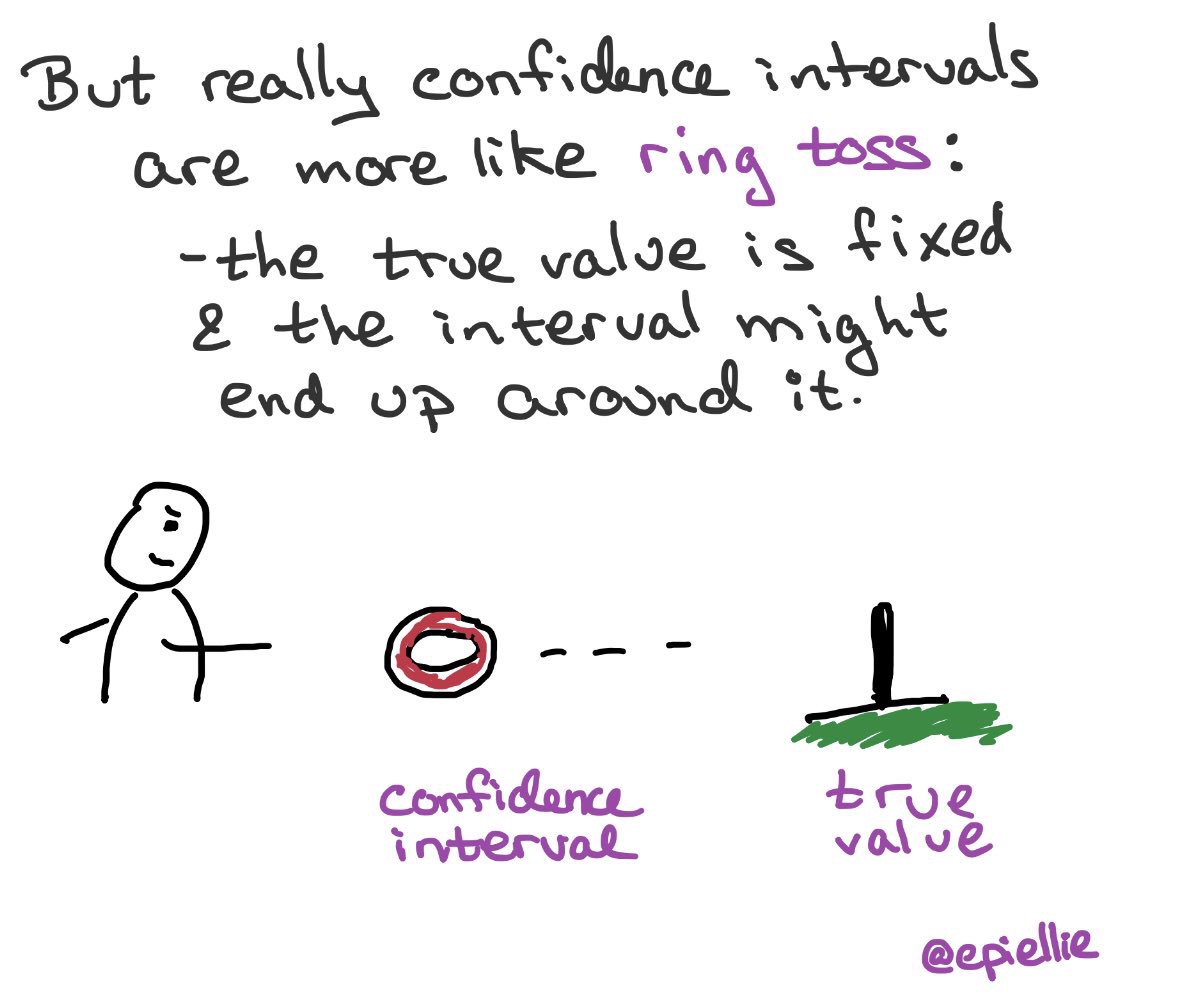 But really confidence intervals
are more like ring toss:
- the true value is fixed
& the interval might
end up around it.
confidence
interval
true
value
@epiellie